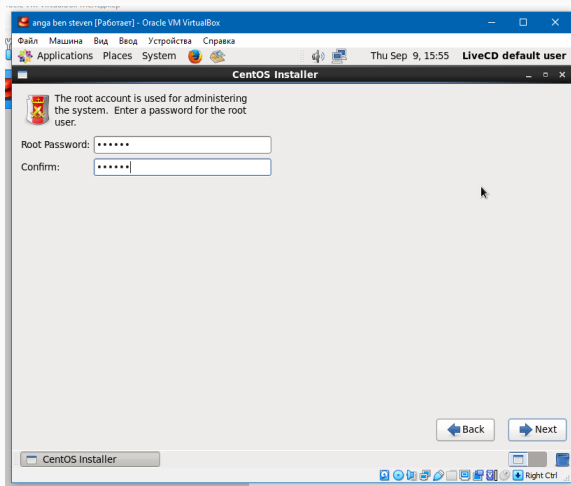 anga ben steven [Работает] - Oracle VM VirtualBox
Файл Машина Вид Ввод Устройства Справка
Applications Places System Thu Sep 9, 15:55 LiveCD default user
CentOS Installer
The root account is used for administering
the system. Enter a password for the root
user.
Root Password: ••••••
Confirm: ••••••
Back Next
CentOS Installer
Right Ctrl